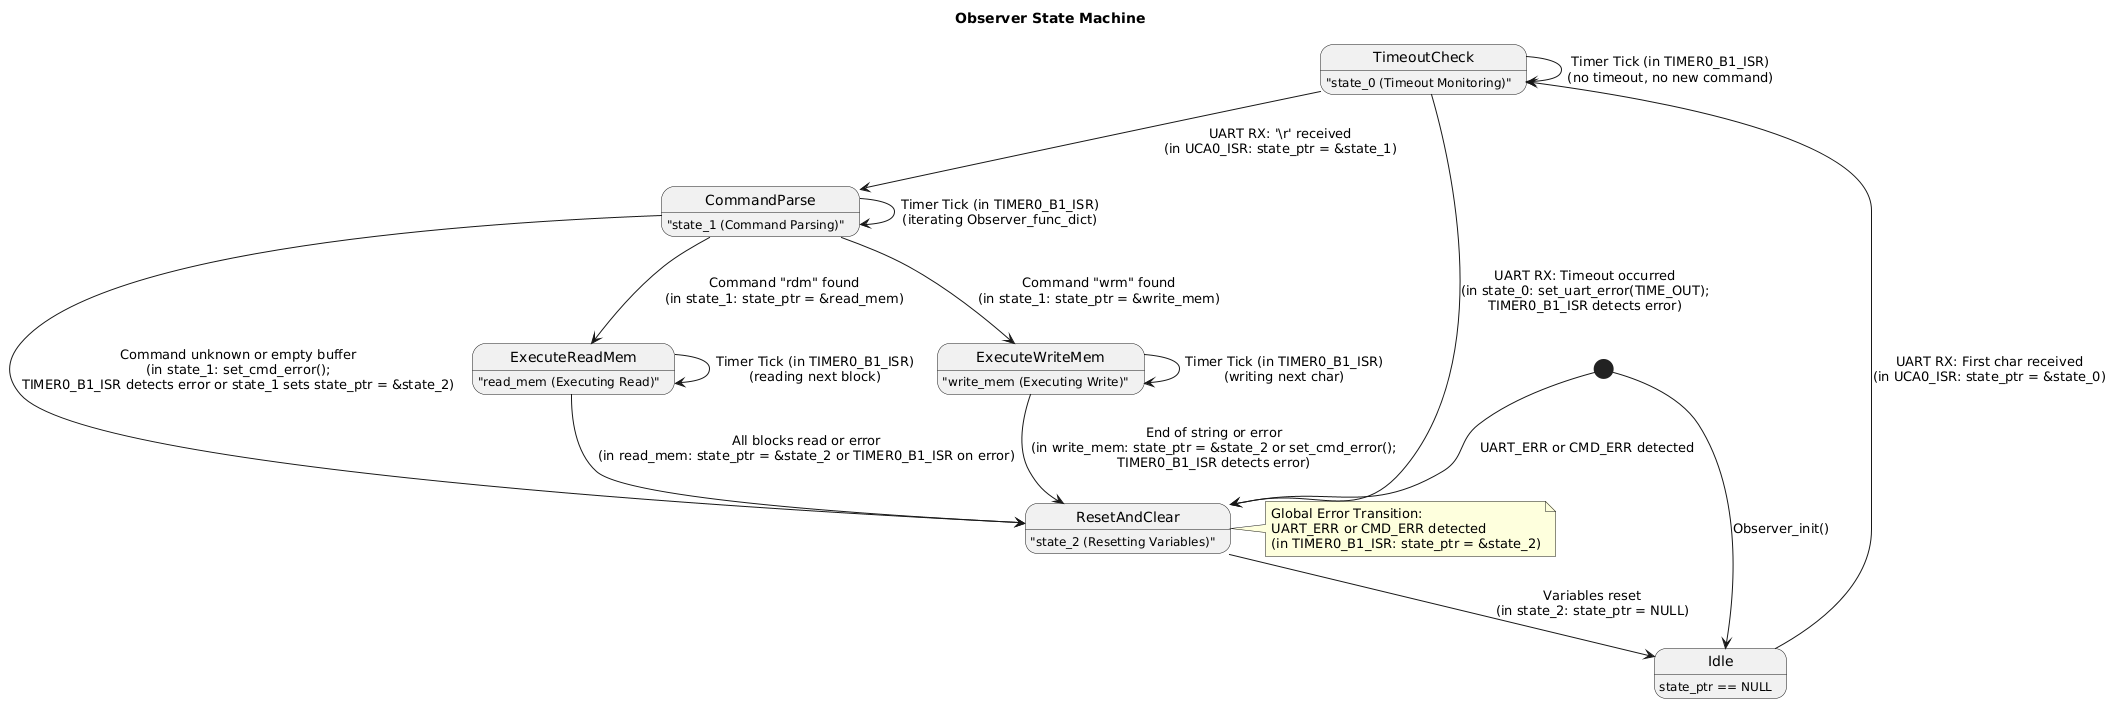 Observer State Machine
TimeoutCheck
"state_0 (Timeout Monitoring)"
Timer Tick (in TIMER0_B1_ISR)
(no timeout, no new command)
UART RX: '\r' received
(in UCA0_ISR: state_ptr = &state_1)
CommandParse
"state_1 (Command Parsing)"
Timer Tick (in TIMER0_B1_ISR)
(iterating Observer_func_dict)
Command "rdm" found
(in state_1: state_ptr = &read_mem)
Command "wrm" found
(in state_1: state_ptr = &write_mem)
UART RX: Timeout occurred
(in state_0: set_uart_error(TIME_OUT);
TIMER0_B1_ISR detects error)
Command unknown or empty buffer
(in state_1: set_cmd_error();
TIMER0_B1_ISR detects error or state_1 sets state_ptr = &state_2)
ExecuteReadMem
"read_mem (Executing Read)"
Timer Tick (in TIMER0_B1_ISR)
(reading next block)
ExecuteWriteMem
"write_mem (Executing Write)"
Timer Tick (in TIMER0_B1_ISR)
(writing next char)
UART RX: First char received
(in UCA0_ISR: state_ptr = &state_0)
All blocks read or error
(in read_mem: state_ptr = &state_2 or TIMER0_B1_ISR on error)
End of string or error
(in write_mem: state_ptr = &state_2 or set_cmd_error();
TIMER0_B1_ISR detects error)
UART_ERR or CMD_ERR detected
ResetAndClear
"state_2 (Resetting Variables)"
Global Error Transition:
UART_ERR or CMD_ERR detected
(in TIMER0_B1_ISR: state_ptr = &state_2)
Observer_init()
Variables reset
(in state_2: state_ptr = NULL)
Idle
state_ptr == NULL